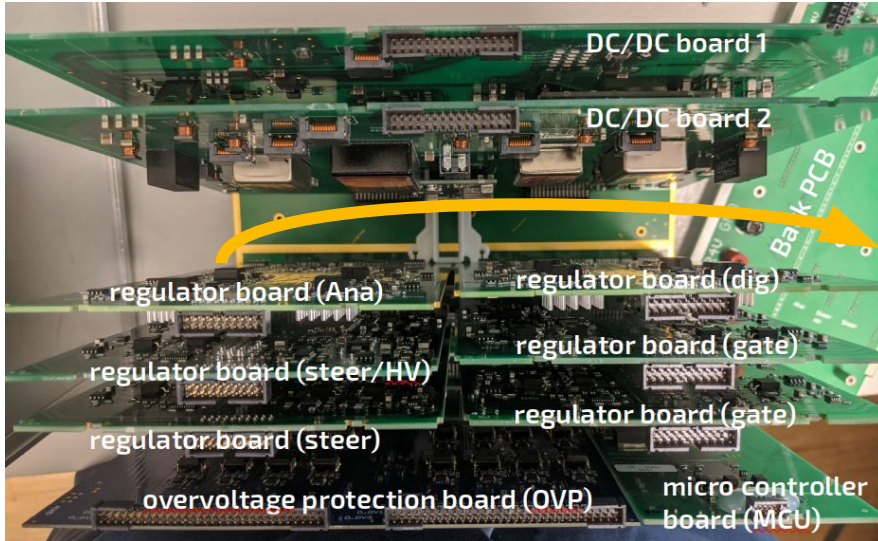 DC/DC board 1
DC/DC board 2
Back PCB
regulator board (Ana)
regulator board (dig)
regulator board (gate)
regulator board (steer/HV)
regulator board (gate)
regulator board (steer)
overvoltage protection board (OVP)
micro controller
board (MCU)